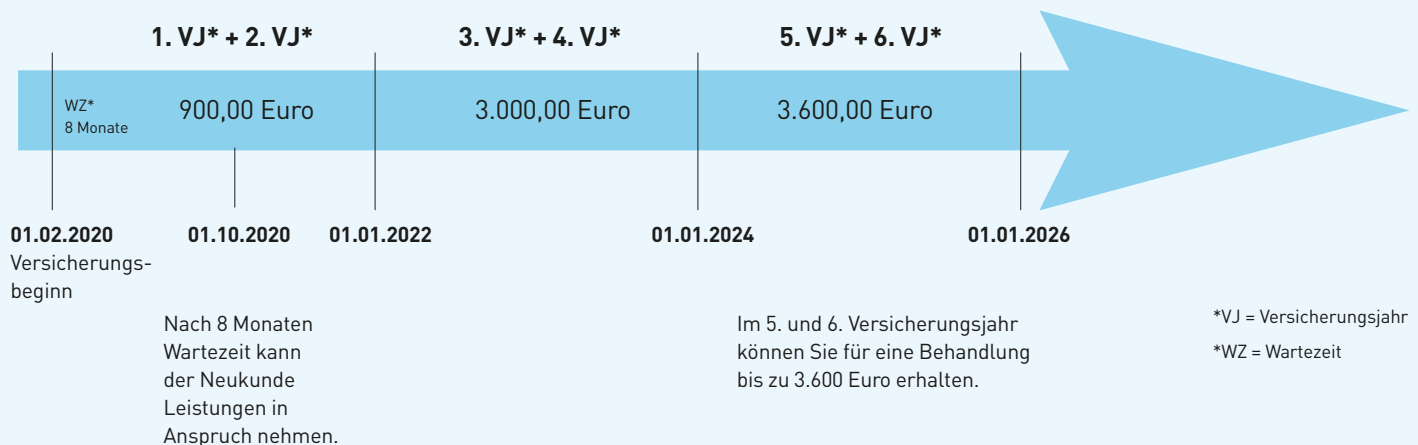 1. VJ* + 2. VJ*
3. VJ* + 4. VJ*
5. VJ* + 6. VJ*
WZ*
8 Monate
900,00 Euro
3.000,00 Euro
3.600,00 Euro
01.02.2020
Versicherungs-
beginn
01.10.2020
01.01.2022
01.01.2024
01.01.2026
Nach 8 Monaten
Wartezeit kann
der Neukunde
Leistungen in
Anspruch nehmen.
Im 5. und 6. Versicherungsjahr
können Sie für eine Behandlung
bis zu 3.600 Euro erhalten.
*VJ = Versicherungsjahr
*WZ = Wartezeit